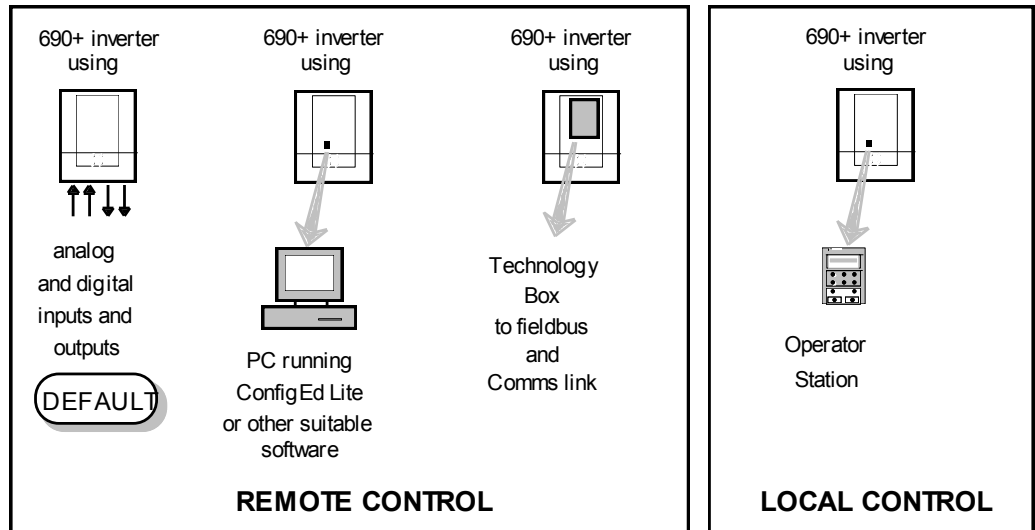 690+ inverter
using
analog
and digital
inputs and
outputs
DEFAULT
690+ inverter
using
PC running
ConfigEd Lite
or other suitable
software
690+ inverter
using
Technology
Box
to fieldbus
and
Comms link
REMOTE CONTROL
690+ inverter
using
Operator
Station
LOCAL CONTROL